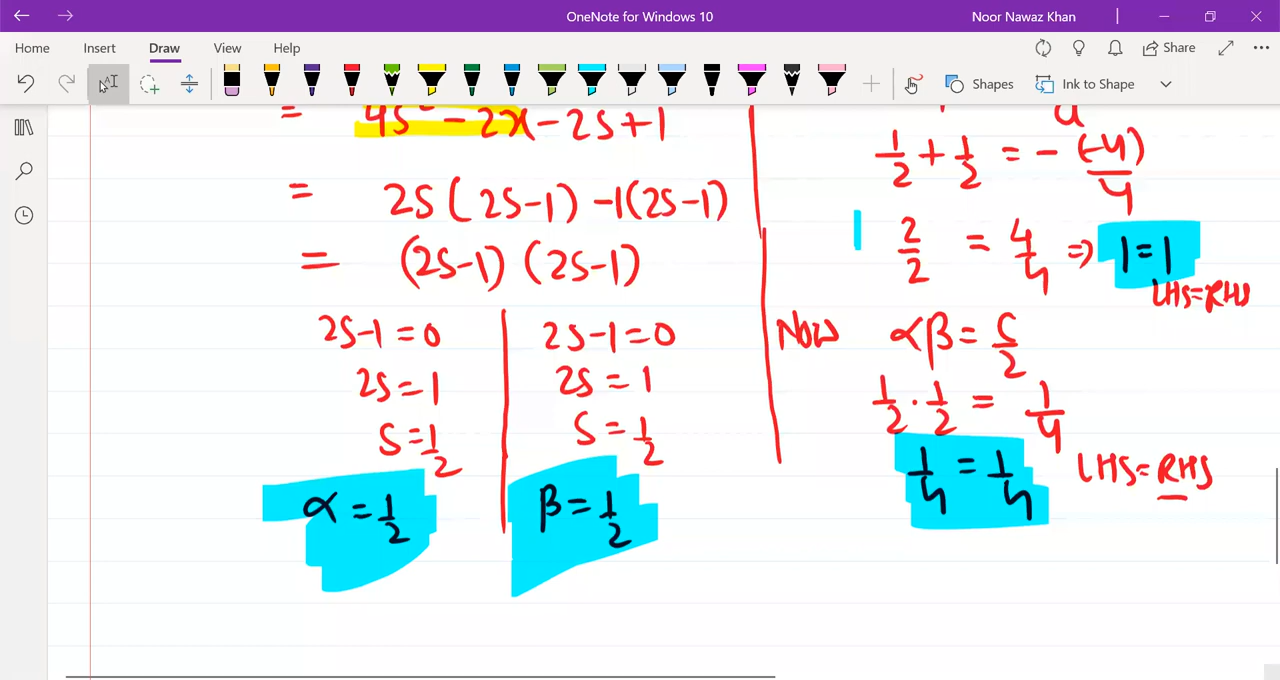 OneNote for Windows 10
Noor Nawaz Khan
Home Insert Draw View Help
Share
Shapes
Ink to Shape
= 4s² - 2x - 2s + 1
= 2s (2s-1) -1(2s-1)
= (2s-1) (2s-1)
2s-1 = 0
2s = 1
s = 1/2
α = 1/2
2s-1 = 0
2s = 1
s = 1/2
β = 1/2
1/2 + 1/2 = - (-4)/4
2/2 = 4/4 => 1 = 1
LHS = RHS
Now αβ = c/2
1/2 . 1/2 = 1/4
1/4 = 1/4
LHS = RHS